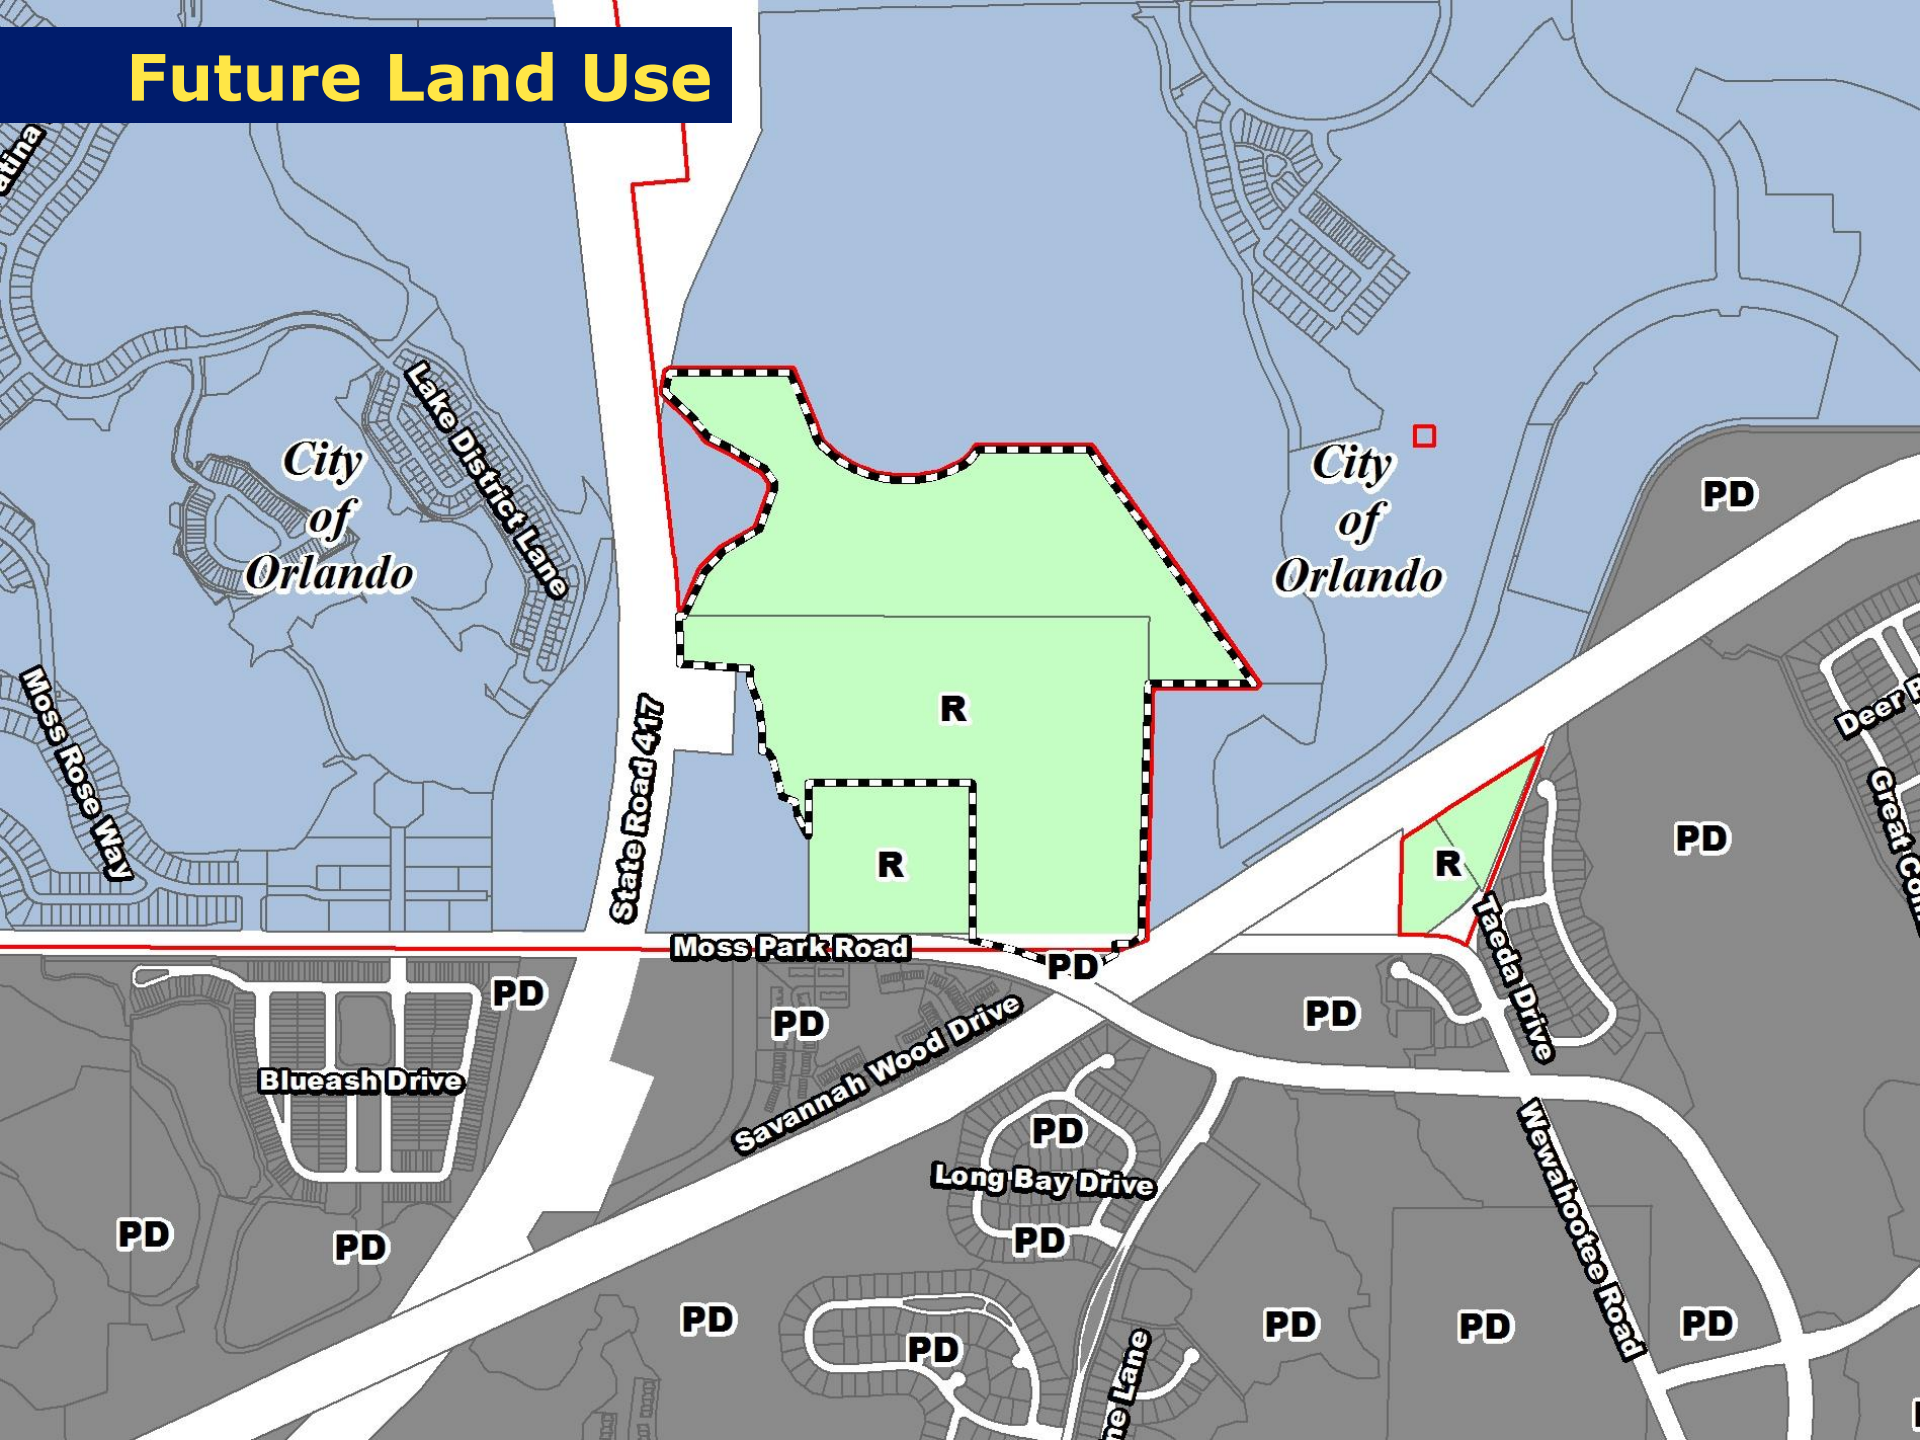 Future Land Use
Lake District Lane
City
of
Orlando
City
of
Orlando
PD
Moss Rose Way
State Road 417
R
R
R
PD
Great
Deer
Taeda Drive
Moss Park Road
PD
PD
PD
PD
Savannah Wood Drive
Blueash Drive
PD
Long Bay Drive
PD
Wewahootee Road
PD
PD
PD
PD
PD
PD
PD
Lane